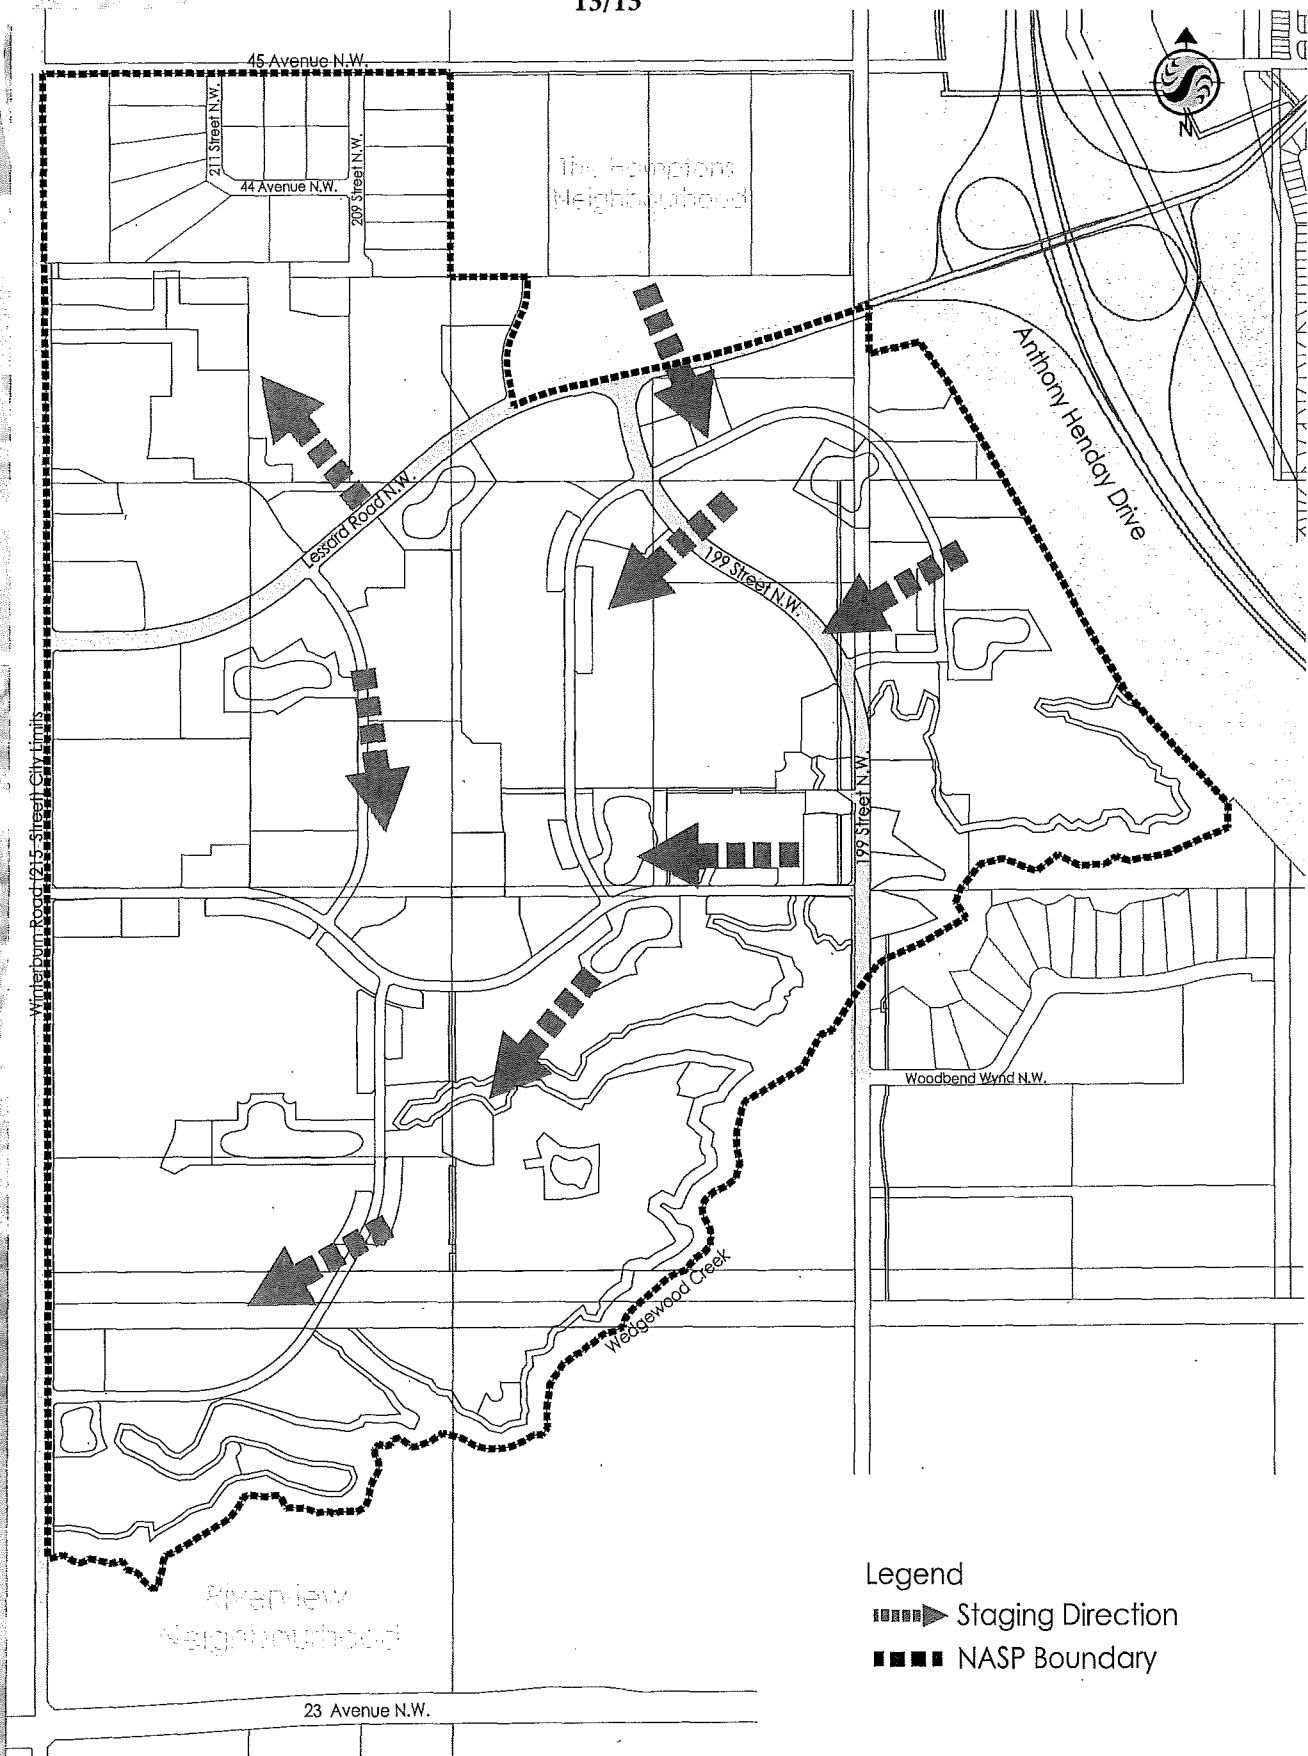 13/13
45 Avenue N.W.
211 Street N.W.
44 Avenue N.W.
209 Street N.W.
The Hamptons
Neighbourhood
N
Anthony Henday Drive
Lessard Road N.W.
199 Street N.W.
199 Street N.W.
Winterburn Road (215 Street) City Limits
Woodbend Wynd N.W.
Wedgewood Creek
Riverview
Neighbourhood
23 Avenue N.W.
Legend
Staging Direction
NASP Boundary